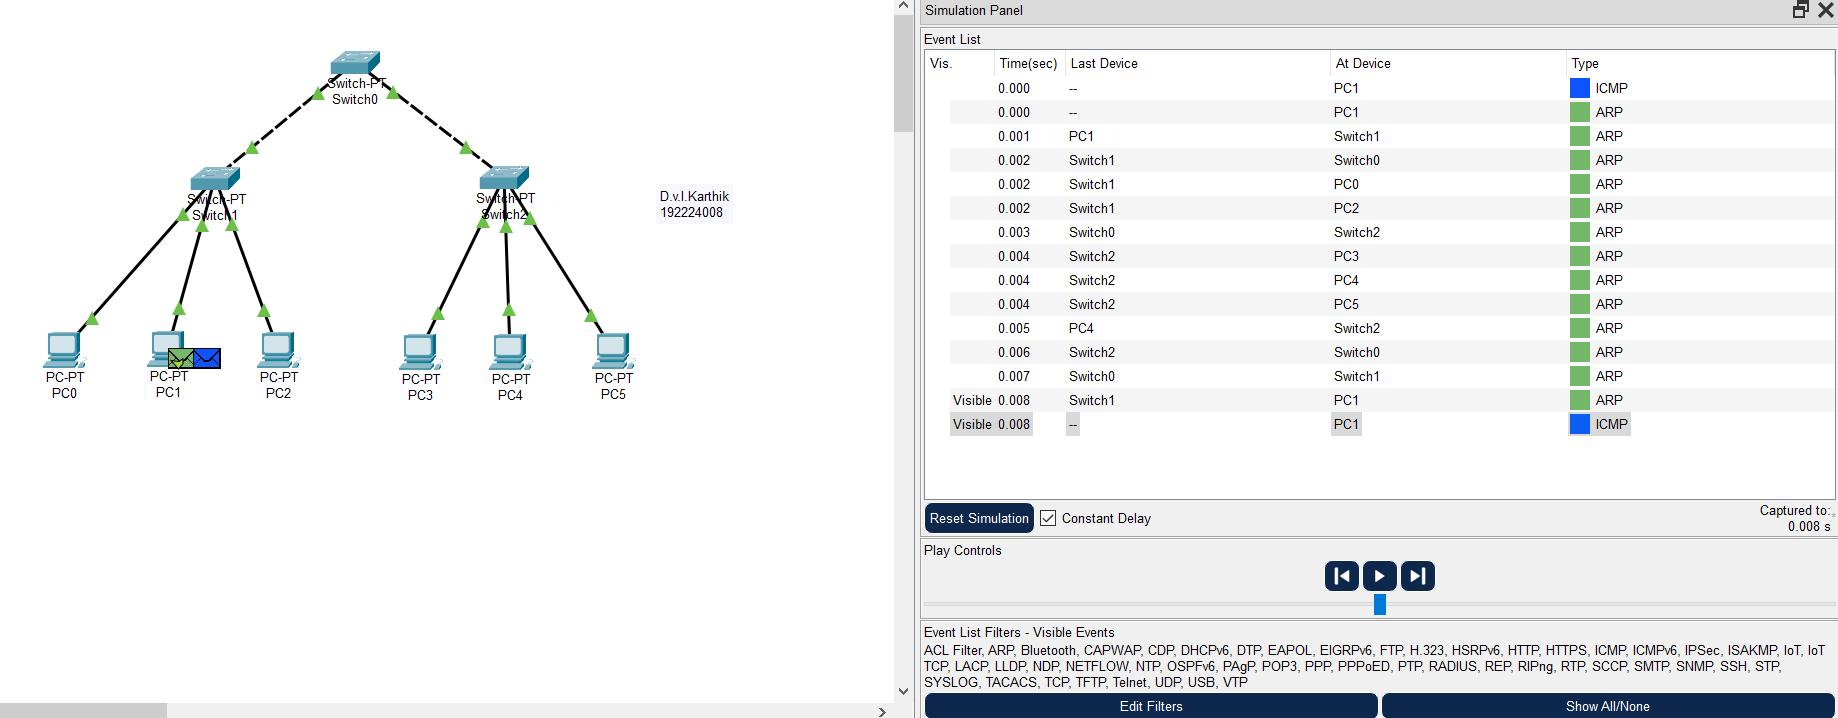 Switch-PT
Switch0
Switch-PT
Switch1
Switch-PT
Switch2
D.v.l.Karthik
192224008
PC-PT
PC0
PC-PT
PC1
PC-PT
PC2
PC-PT
PC3
PC-PT
PC4
PC-PT
PC5
Simulation Panel
Event List
Vis. Time(sec) Last Device At Device Type
0.000 -- PC1 ICMP
0.000 -- PC1 ARP
0.001 PC1 Switch1 ARP
0.002 Switch1 Switch0 ARP
0.002 Switch1 PC0 ARP
0.002 Switch1 PC2 ARP
0.003 Switch0 Switch2 ARP
0.004 Switch2 PC3 ARP
0.004 Switch2 PC4 ARP
0.004 Switch2 PC5 ARP
0.005 PC4 Switch2 ARP
0.006 Switch2 Switch0 ARP
0.007 Switch0 Switch1 ARP
Visible 0.008 Switch1 PC1 ARP
Visible 0.008 -- PC1 ICMP
Reset Simulation Constant Delay
Captured to:
0.008 s
Play Controls
Event List Filters - Visible Events
ACL Filter, ARP, Bluetooth, CAPWAP, CDP, DHCPv6, DTP, EAPOL, EIGRPv6, FTP, H.323, HSRPv6, HTTP, HTTPS, ICMP, ICMPv6, IPSec, ISAKMP, IoT, IoT
TCP, LACP, LLDP, NDP, NETFLOW, NTP, OSPFv6, PAgP, POP3, PPP, PPPoED, PTP, RADIUS, REP, RIPng, RTP, SCCP, SMTP, SNMP, SSH, STP,
SYSLOG, TACACS, TCP, TFTP, Telnet, UDP, USB, VTP
Edit Filters Show All/None